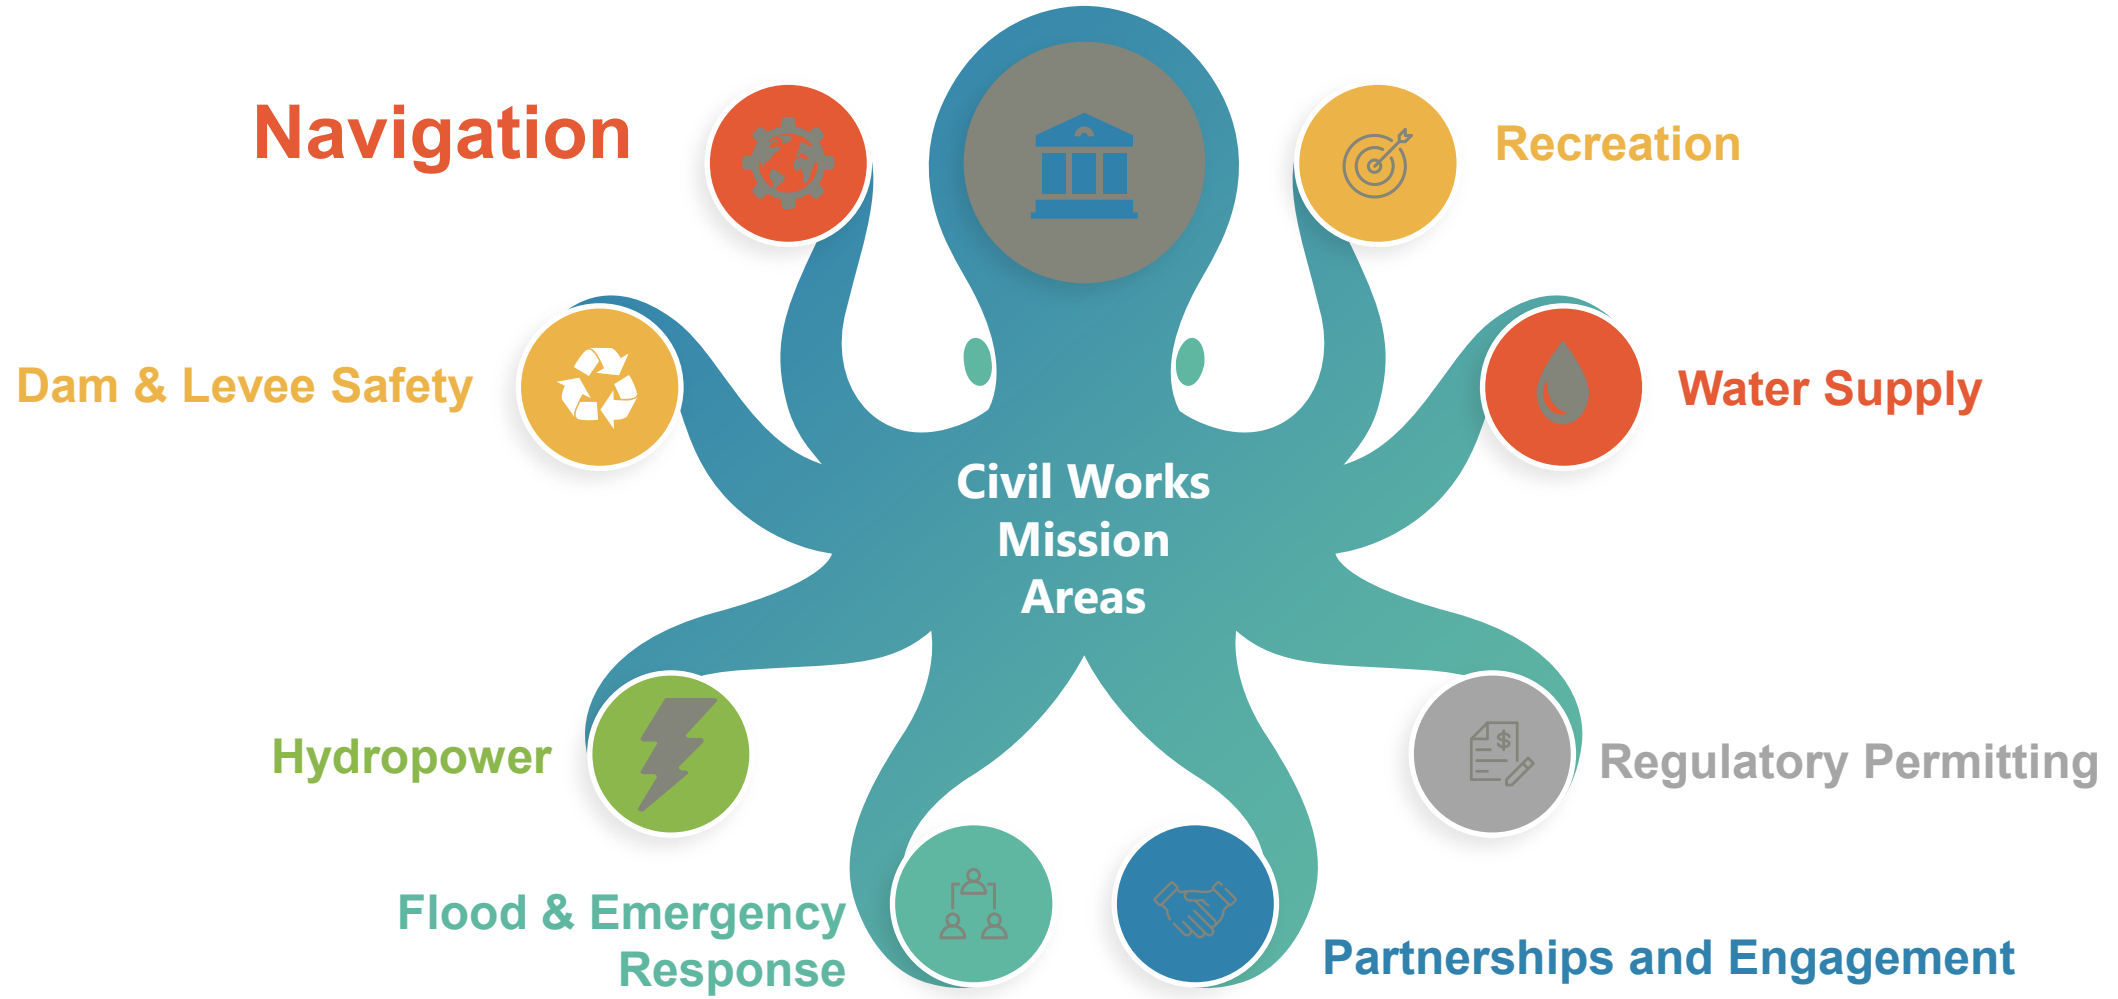 Navigation
Recreation
Dam & Levee Safety
Water Supply
Civil Works
Mission
Areas
Hydropower
Regulatory Permitting
$
Flood & Emergency
Response
Partnerships and Engagement